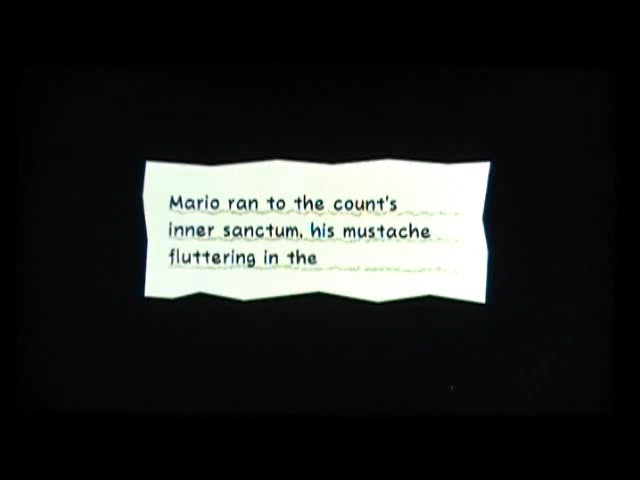 Mario ran to the count's
inner sanctum, his mustache
fluttering in the